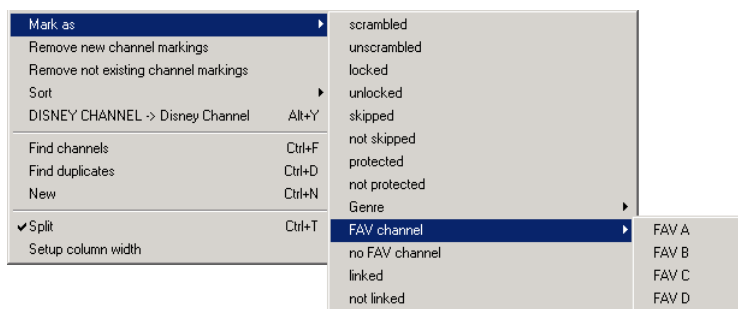 Mark as
Remove new channel markings
Remove not existing channel markings
Sort
DISNEY CHANNEL -> Disney Channel Alt+Y
Find channels Ctrl+F
Find duplicates Ctrl+D
New Ctrl+N
Split Ctrl+T
Setup column width
scrambled
unscrambled
locked
unlocked
skipped
not skipped
protected
not protected
Genre
FAV channel
no FAV channel
linked
not linked
FAV A
FAV B
FAV C
FAV D